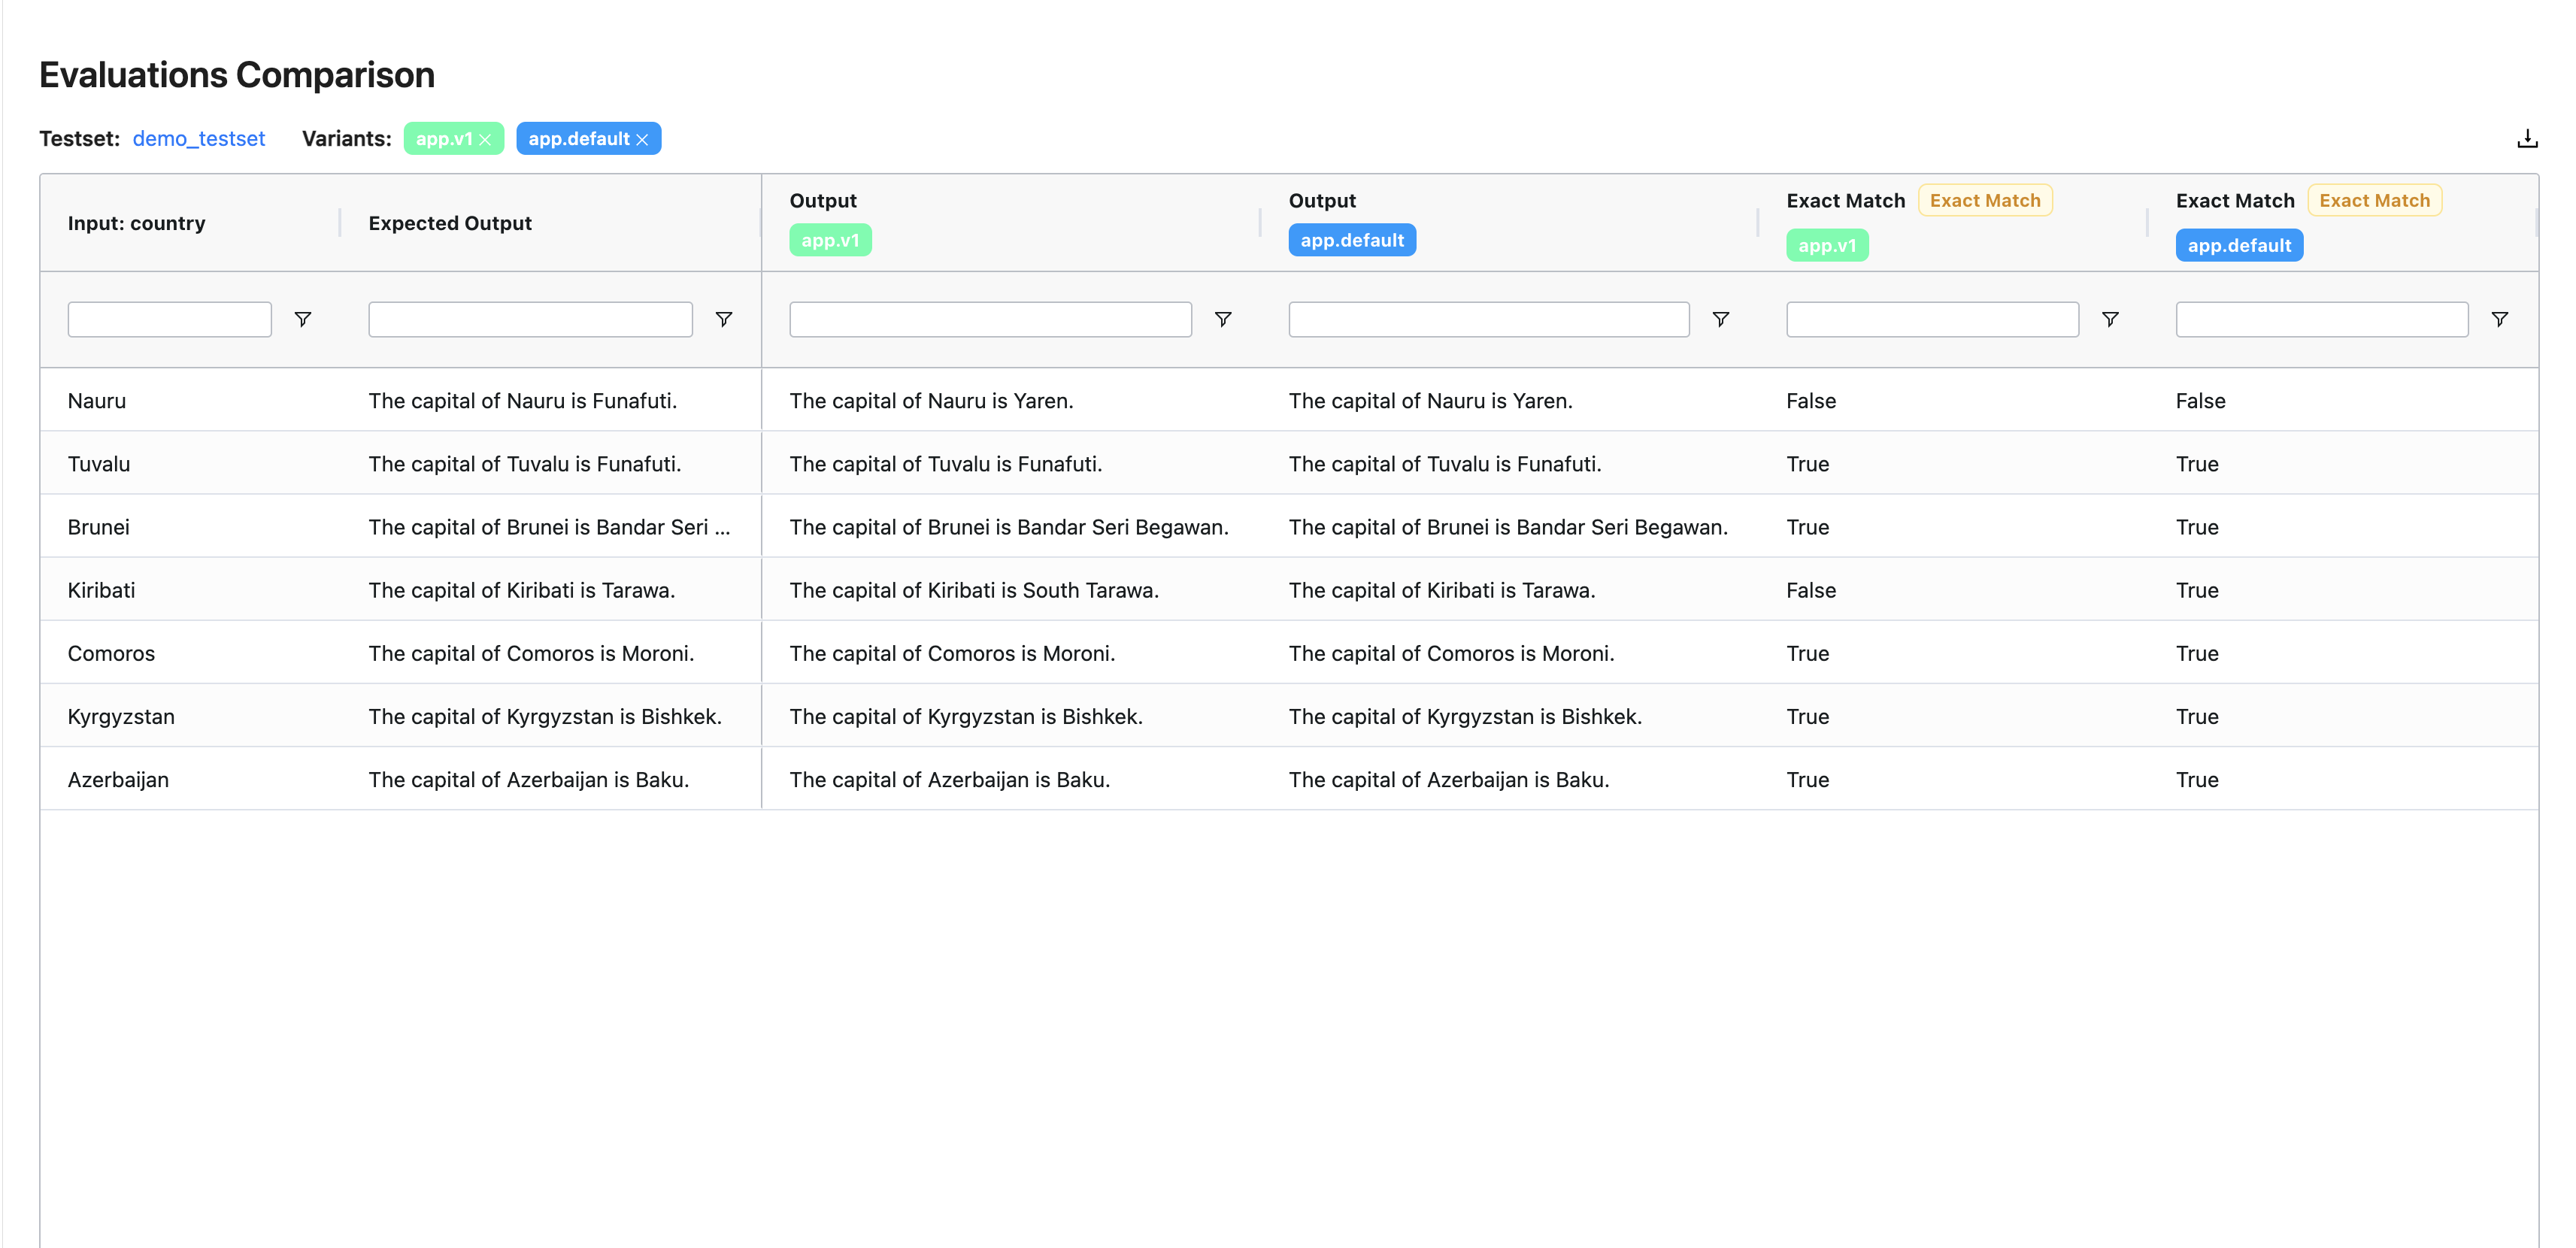 Evaluations Comparison
Testset: demo_testset Variants: app.v1 app.default
Input: country Expected Output Output app.v1 Output app.default Exact Match Exact Match app.v1 Exact Match Exact Match app.default
Nauru The capital of Nauru is Funafuti. The capital of Nauru is Yaren. The capital of Nauru is Yaren. False False
Tuvalu The capital of Tuvalu is Funafuti. The capital of Tuvalu is Funafuti. The capital of Tuvalu is Funafuti. True True
Brunei The capital of Brunei is Bandar Seri ... The capital of Brunei is Bandar Seri Begawan. The capital of Brunei is Bandar Seri Begawan. True True
Kiribati The capital of Kiribati is Tarawa. The capital of Kiribati is South Tarawa. The capital of Kiribati is Tarawa. False True
Comoros The capital of Comoros is Moroni. The capital of Comoros is Moroni. The capital of Comoros is Moroni. True True
Kyrgyzstan The capital of Kyrgyzstan is Bishkek. The capital of Kyrgyzstan is Bishkek. The capital of Kyrgyzstan is Bishkek. True True
Azerbaijan The capital of Azerbaijan is Baku. The capital of Azerbaijan is Baku. The capital of Azerbaijan is Baku. True True